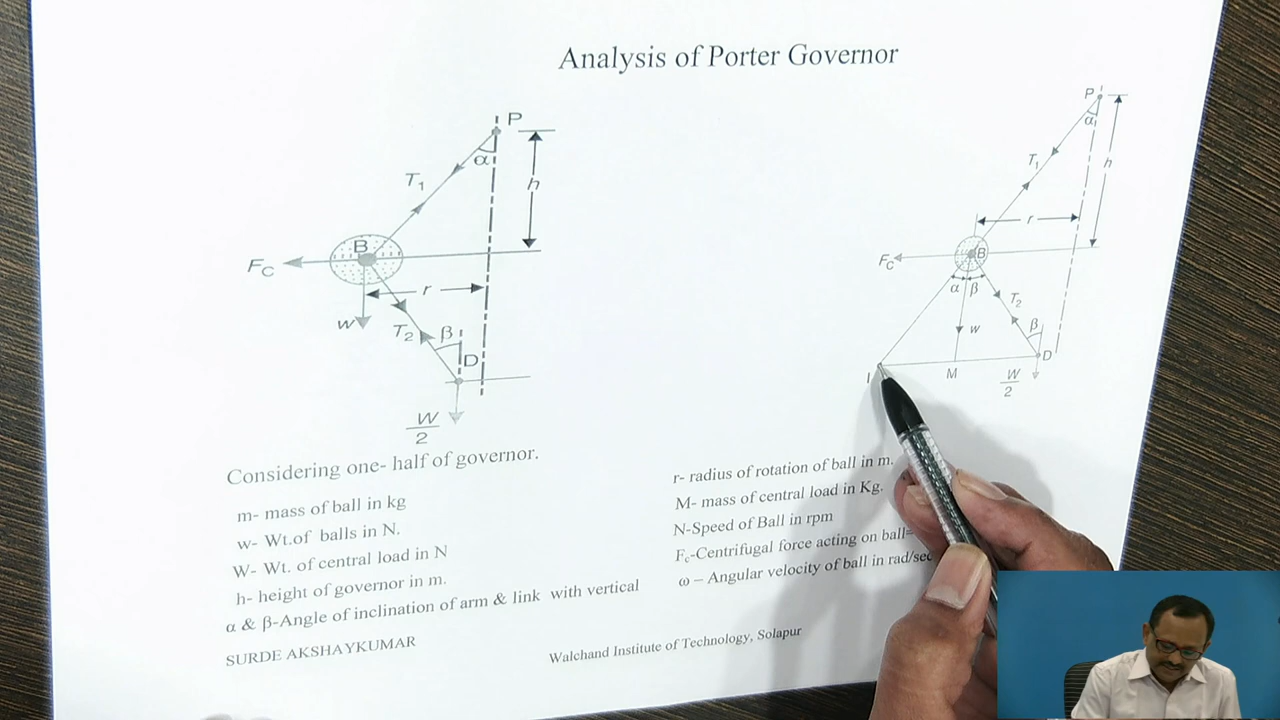 Analysis of Porter Governor
P
α
T₁
h
B
F_C
r
w
T₂
β
D
W/2
P
α
T₁
h
r
F_C
B
α β
T₂
w
β
D
I
M
W/2
Considering one- half of governor.
m- mass of ball in kg
w- Wt.of balls in N.
W- Wt. of central load in N
h- height of governor in m.
α & β-Angle of inclination of arm & link with vertical
r- radius of rotation of ball in m.
M- mass of central load in Kg.
N-Speed of Ball in rpm
F_c-Centrifugal force acting on ball=
ω – Angular velocity of ball in rad/sec
SURDE AKSHAYKUMAR
Walchand Institute of Technology, Solapur